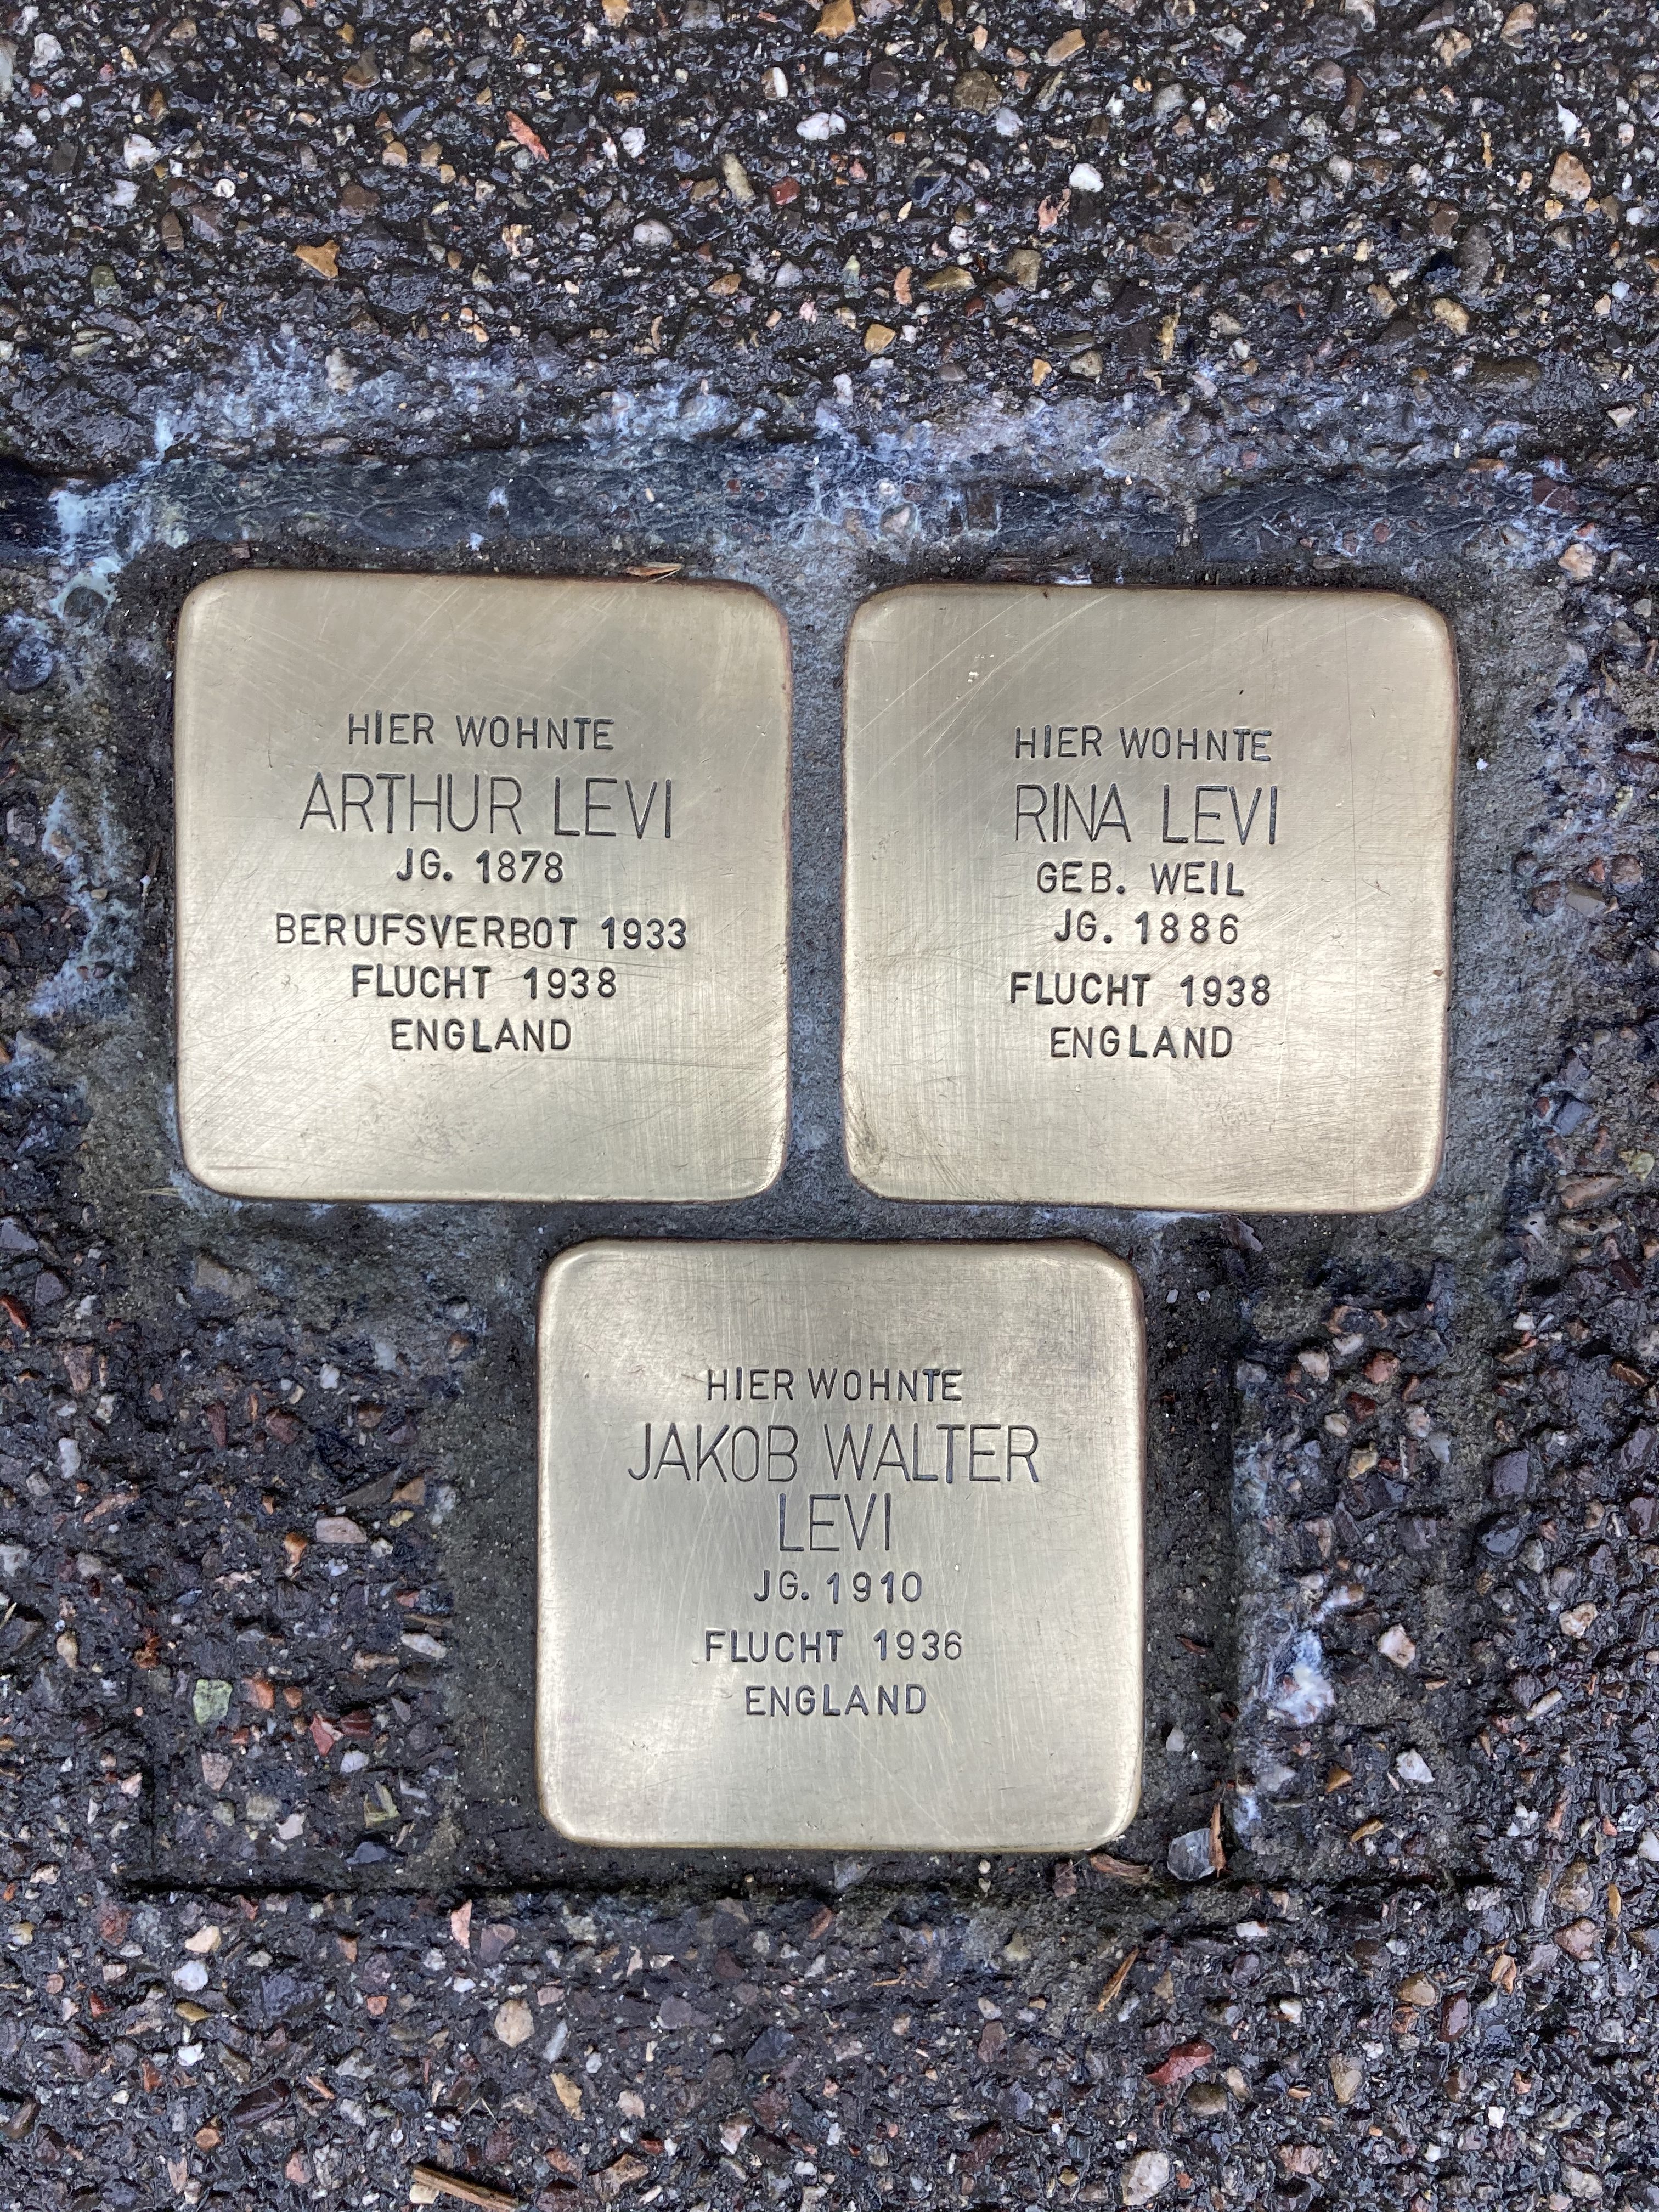 HIER WOHNTE
ARTHUR LEVI
JG. 1878
BERUFSVERBOT 1933
FLUCHT 1938
ENGLAND
HIER WOHNTE
RINA LEVI
GEB. WEIL
JG. 1886
FLUCHT 1938
ENGLAND
HIER WOHNTE
JAKOB WALTER
LEVI
JG. 1910
FLUCHT 1936
ENGLAND